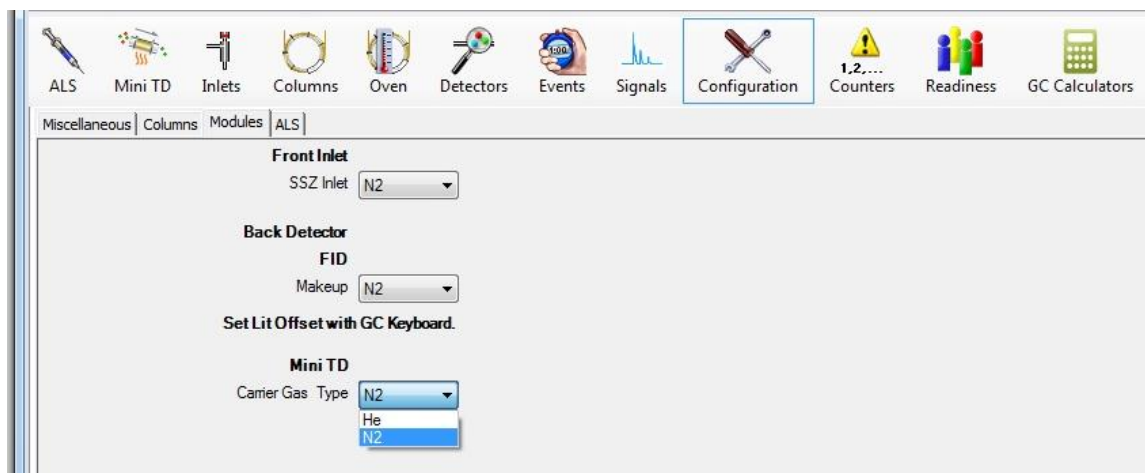 1,2,...
ALS Mini TD Inlets Columns Oven Detectors Events Signals Configuration Counters Readiness GC Calculators
Miscellaneous Columns Modules ALS
Front Inlet
SSZ Inlet N2
Back Detector
FID
Makeup N2
Set Lit Offset with GC Keyboard.
Mini TD
Carrier Gas Type N2
He
N2